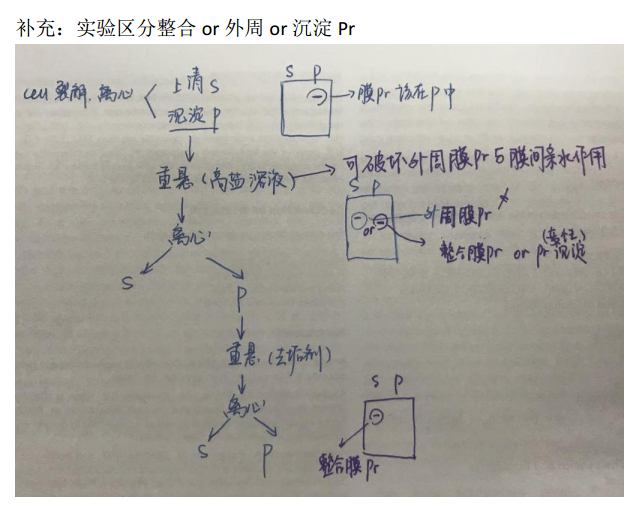 补充：实验区分整合 or 外周 or 沉淀 Pr
cell 裂解，离心
上清 S
沉淀 P
S P
膜Pr 该在P中
重悬（高盐溶液）
可破坏外周膜Pr与膜间亲水作用
S P
or
外周膜Pr
整合膜Pr or Pr沉淀
（变性）
离心
S
P
重悬（去垢剂）
离心
S
P
S P
整合膜Pr